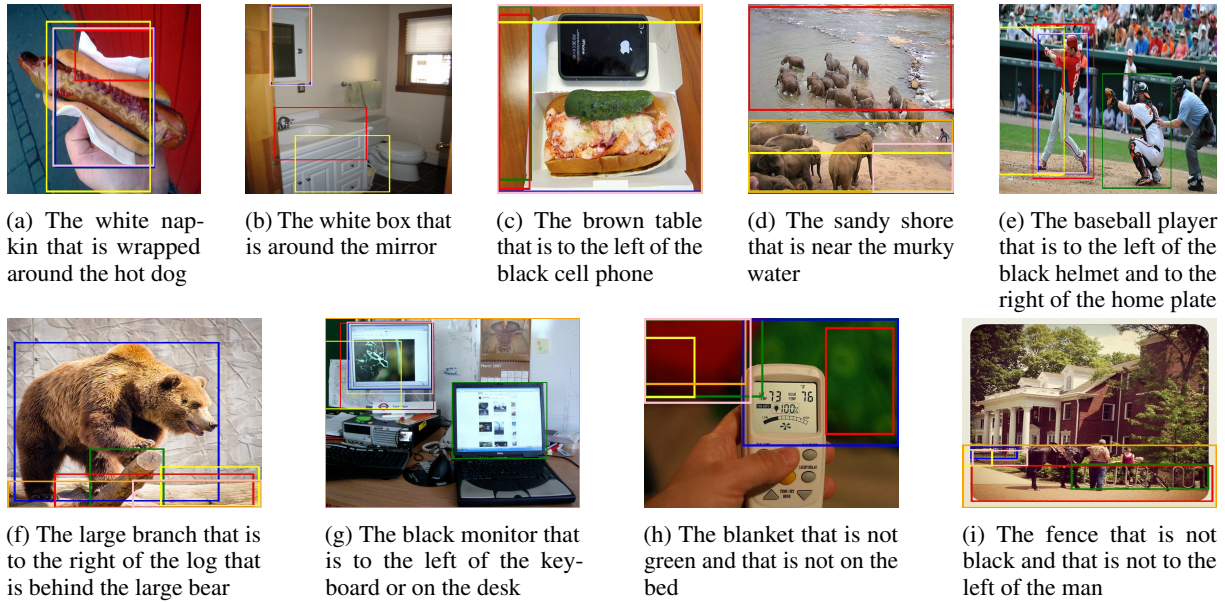 (a) The white nap-
kin that is wrapped
around the hot dog
(b) The white box that
is around the mirror
(c) The brown table
that is to the left of the
black cell phone
(d) The sandy shore
that is near the murky
water
(e) The baseball player
that is to the left of the
black helmet and to the
right of the home plate
March 2007
73 76
100%
(f) The large branch that is
to the right of the log that
is behind the large bear
(g) The black monitor that
is to the left of the key-
board or on the desk
(h) The blanket that is not
green and that is not on the
bed
(i) The fence that is not
black and that is not to the
left of the man